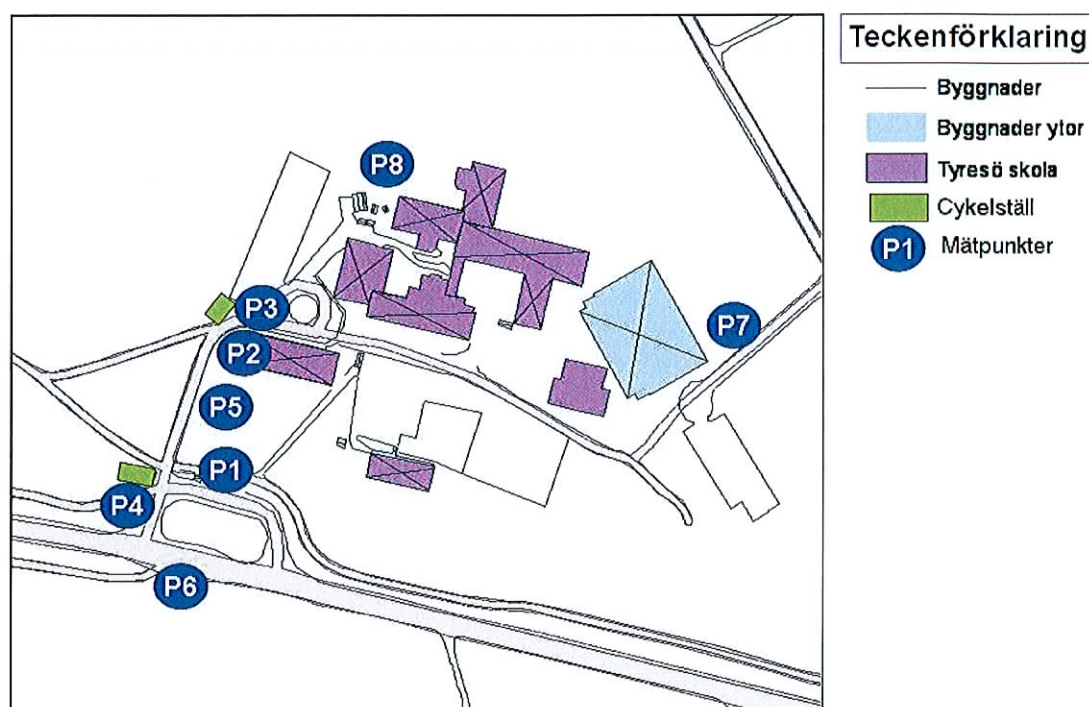 Teckenförklaring
Byggnader
Byggnader ytor
Tyresö skola
Cykelställ
P1 Mätpunkter
P8
P3
P7
P2
P5
P1
P4
P6